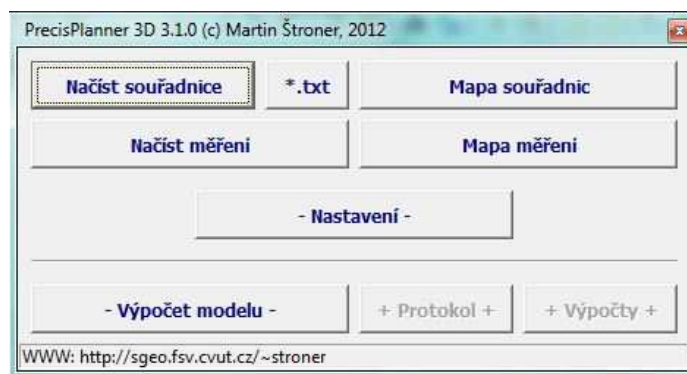 PrecisPlanner 3D 3.1.0 (c) Martin Štroner, 2012
Načíst souřadnice *.txt Mapa souřadnic
Načíst měření Mapa měření
- Nastavení -
- Výpočet modelu - + Protokol + + Výpočty +
WWW: http://sgeo.fsv.cvut.cz/~stroner